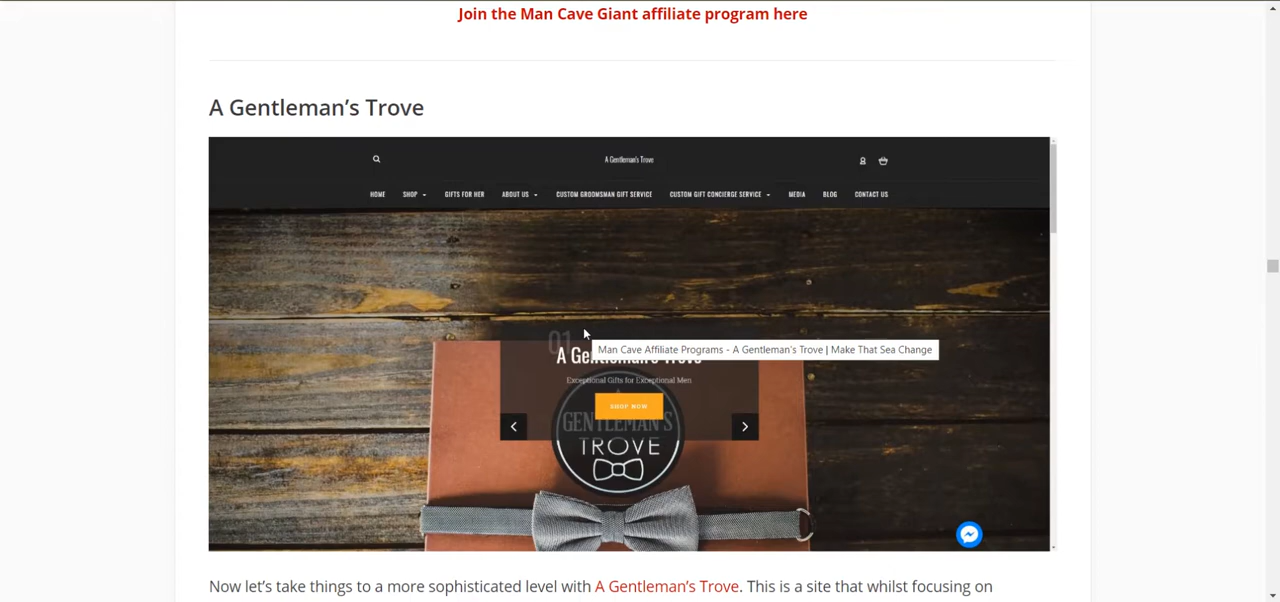 Join the Man Cave Giant affiliate program here
A Gentleman's Trove
A Gentleman's Trove
HOME SHOP GIFTS FOR HER ABOUT US CUSTOM GROOMSMAN GIFT SERVICE CUSTOM GIFT CONCIERGE SERVICE MEDIA BLOG CONTACT US
01
Man Cave Affiliate Programs - A Gentleman's Trove | Make That Sea Change
A Gentleman's Trove
Exceptional Gifts for Exceptional Men
SHOP NOW
GENTLEMAN'S
TROVE
Now let's take things to a more sophisticated level with A Gentleman's Trove. This is a site that whilst focusing on